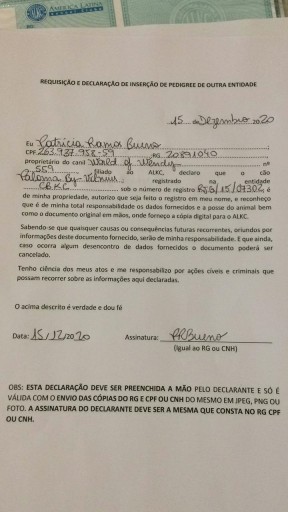 AMÉRICA LATINA
REQUISIÇÃO E DECLARAÇÃO DE INSERÇÃO DE PEDIGREE DE OUTRA ENTIDADE
15 de Dezembro de 2020
Eu Patricia Ramos Bueno
CPF 263.937.958-59 RG 20891040
proprietário do canil World of Wendy nº
559 filiado ao ALKC, declaro que o cão
Paloma By registrado na entidade
CBKC sob o número de registro RJG/15/07302, é
de minha propriedade, autorizo que seja feito o registro em meu nome, e reconheço
que é de minha total responsabilidade os dados fornecidos e a posse do animal bem
como o documento original em mãos, onde forneço a cópia digital para o ALKC.
Sabendo-se que quaisquer causas ou consequências futuras recorrentes, oriundos por
informações deste documento fornecido, serão de minha responsabilidade. E que ainda,
caso ocorra algum desencontro de dados fornecidos o documento poderá ser
cancelado.
Tenho ciência dos meus atos e me responsabilizo por ações cíveis e criminais que
possam recorrer sobre as informações aqui declaradas.
O acima descrito é verdade e dou fé
Data: 15/12/2020 Assinatura: PRBueno
(Igual ao RG ou CNH)
OBS: ESTA DECLARAÇÃO DEVE SER PREENCHIDA A MÃO PELO DECLARANTE E SÓ É
VÁLIDA COM O ENVIO DAS CÓPIAS DO RG E CPF OU CNH DO MESMO EM JPEG, PNG OU
FOTO. A ASSINATURA DO DECLARANTE DEVE SER A MESMA QUE CONSTA NO RG CPF
OU CNH.